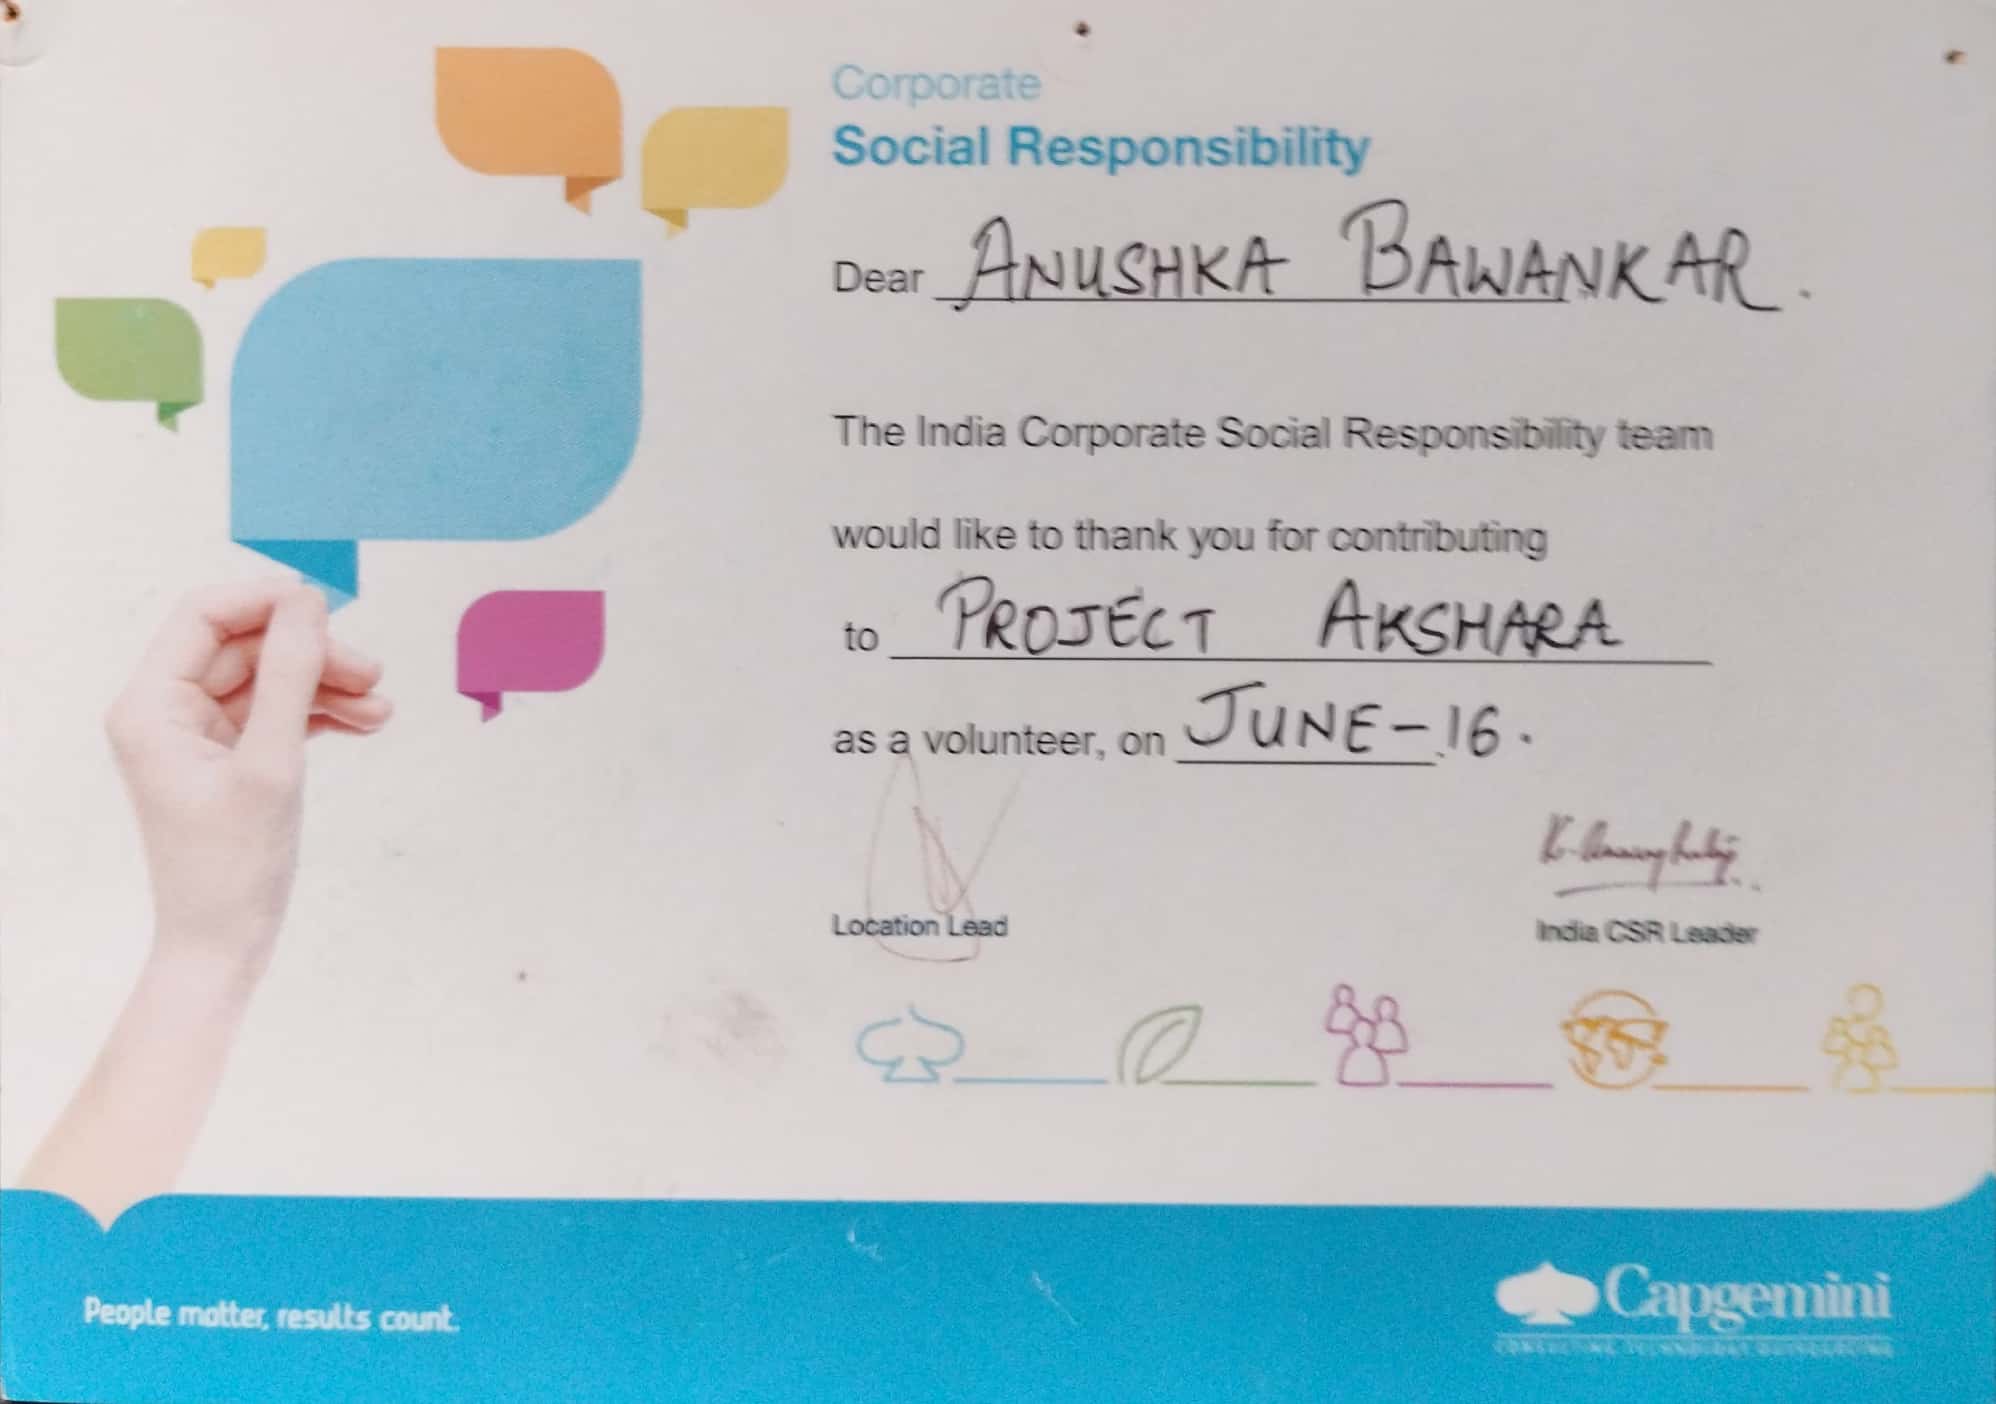 Corporate
Social Responsibility
Dear ANUSHKA BAWANKAR.
The India Corporate Social Responsibility team
would like to thank you for contributing
to PROJECT AKSHARA
as a volunteer, on JUNE-16.
Location Lead
India CSR Leader
People matter, results count.
Capgemini
CONSULTING.TECHNOLOGY.OUTSOURCING